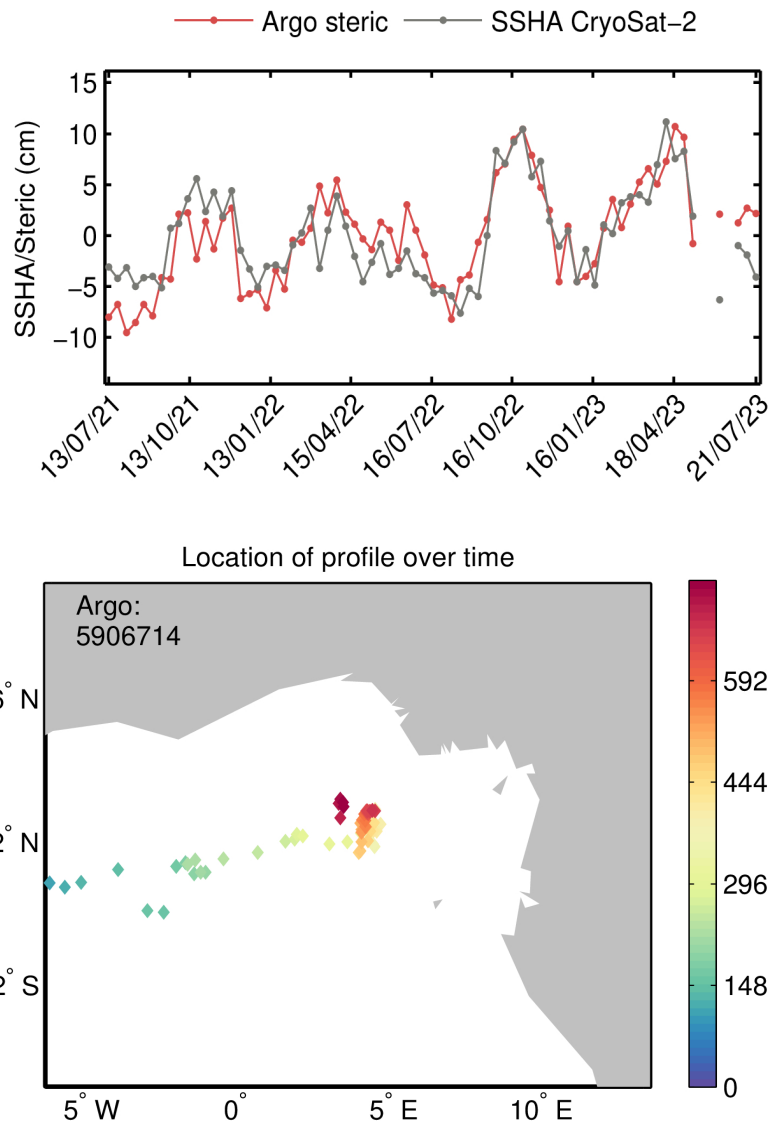 Argo steric SSHA CryoSat−2
SSHA/Steric (cm)
15
10
5
0
−5
−10
13/07/21 13/10/21 13/01/22 15/04/22 16/07/22 16/10/22 16/01/23 18/04/23 21/07/23
Location of profile over time
Argo:
5906714
° N
° N
2° S
5° W 0° 5° E 10° E
592
444
296
148
0